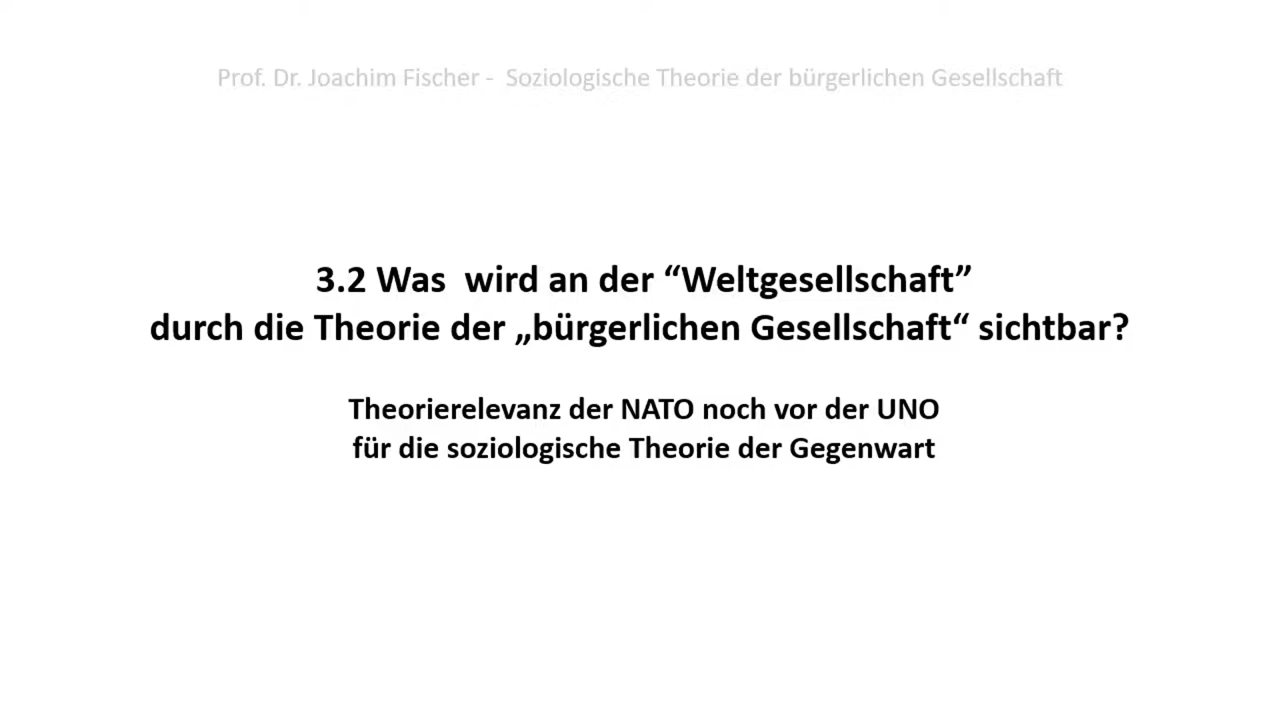 Prof. Dr. Joachim Fischer - Soziologische Theorie der bürgerlichen Gesellschaft
3.2 Was wird an der “Weltgesellschaft”
durch die Theorie der „bürgerlichen Gesellschaft“ sichtbar?
Theorierelevanz der NATO noch vor der UNO
für die soziologische Theorie der Gegenwart